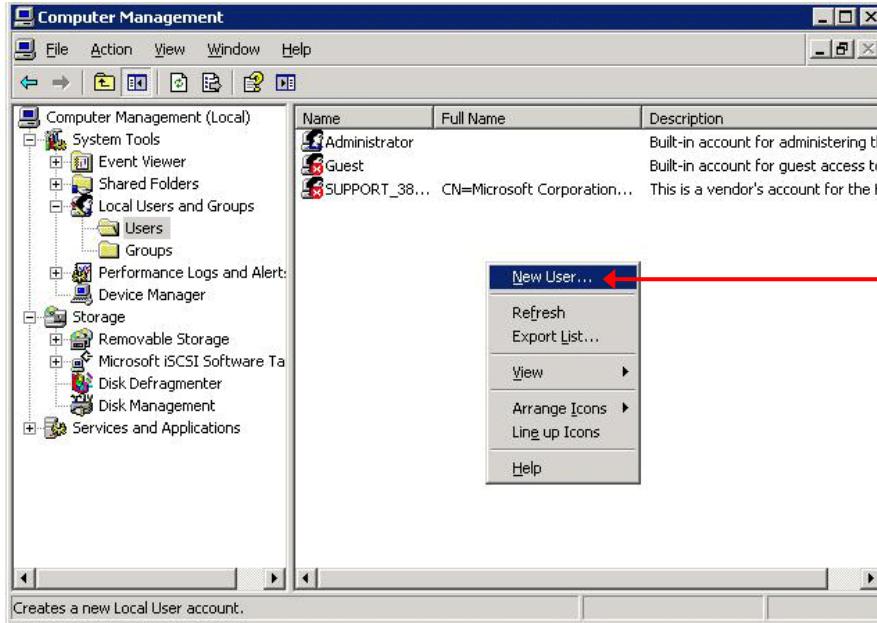 Computer Management
File Action View Window Help
Computer Management (Local)
System Tools
Event Viewer
Shared Folders
Local Users and Groups
Users
Groups
Performance Logs and Alert
Device Manager
Storage
Removable Storage
Microsoft iSCSI Software Ta
Disk Defragmenter
Disk Management
Services and Applications
Name Full Name Description
Administrator Built-in account for administering t
Guest Built-in account for guest access t
SUPPORT_38... CN=Microsoft Corporation... This is a vendor's account for the
New User...
Refresh
Export List...
View
Arrange Icons
Line up Icons
Help
Creates a new Local User account.